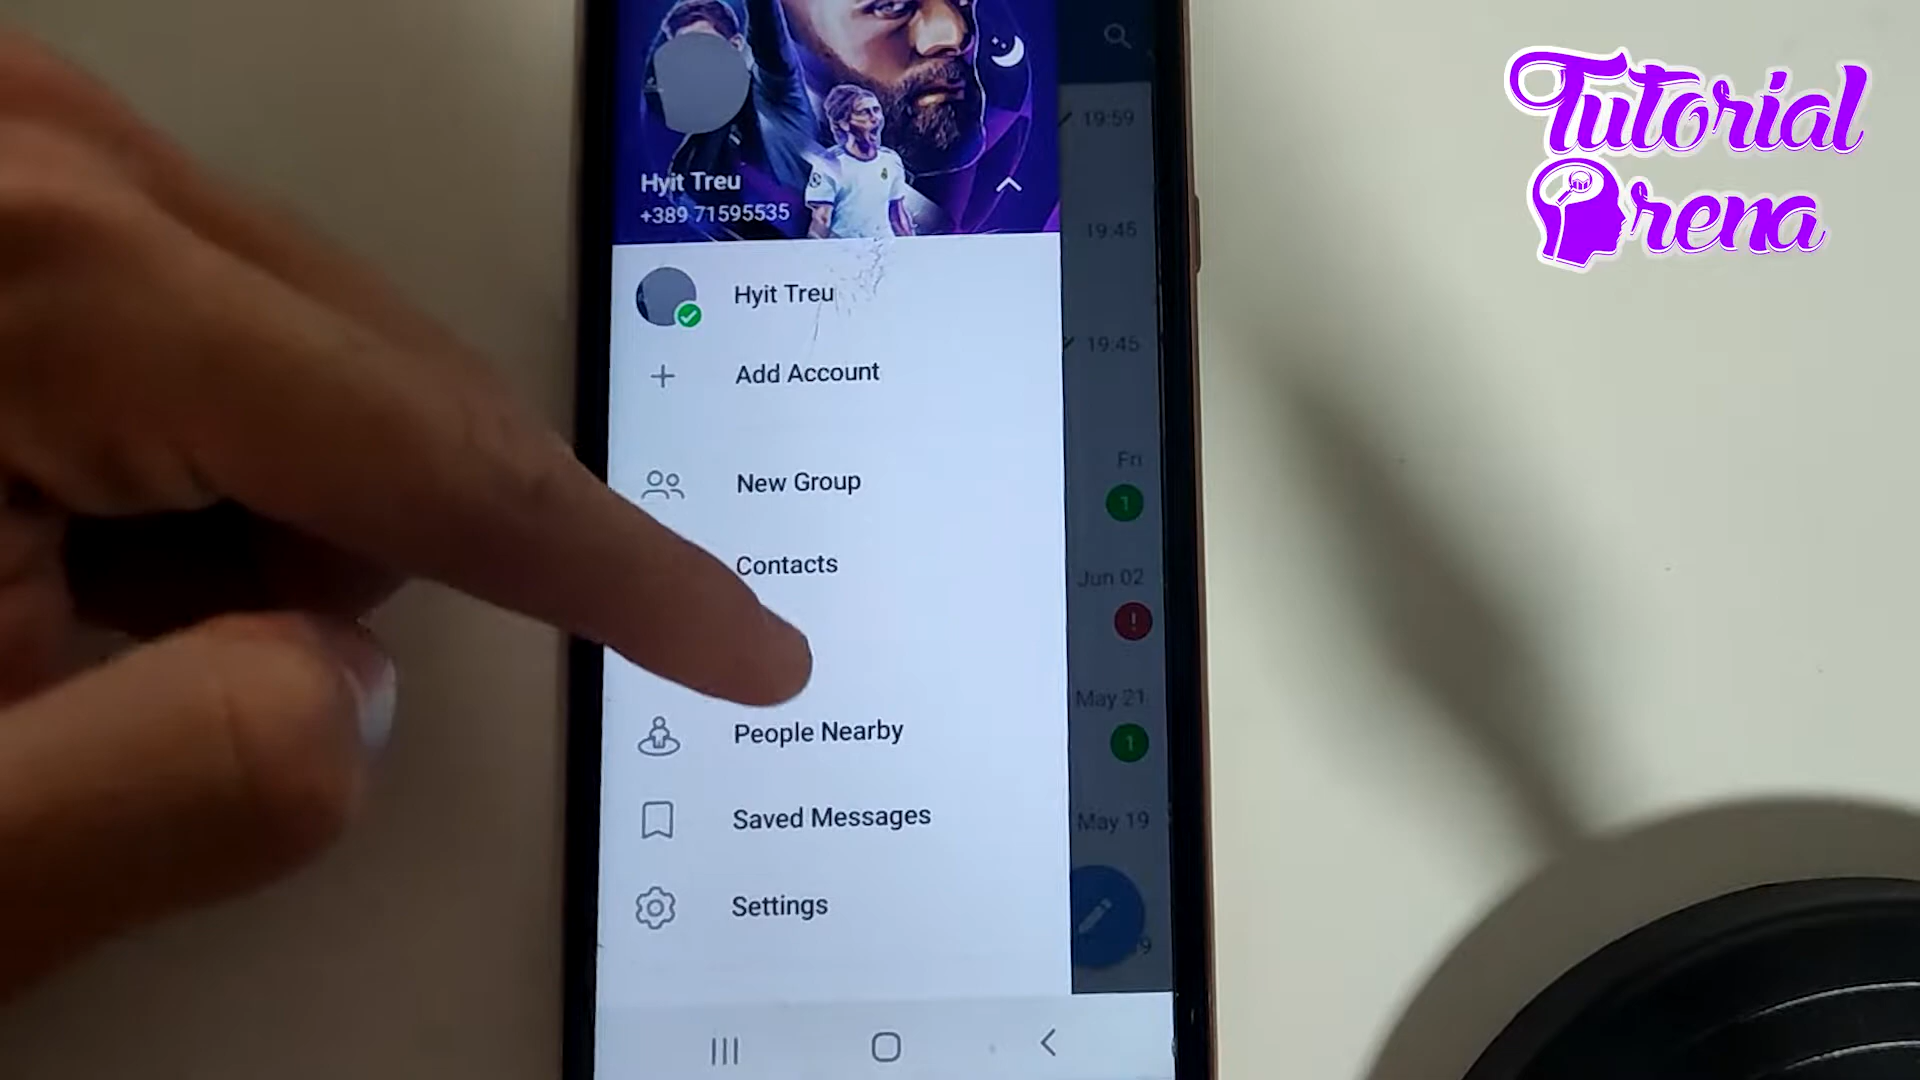 Tutorial
Arena
19:59
Hyit Treu
+389 71595535
19:45
Hyit Treu
19:45
Add Account
Fri
New Group
1
Contacts
Jun 02
!
May 21
People Nearby
1
Saved Messages
May 19
Settings